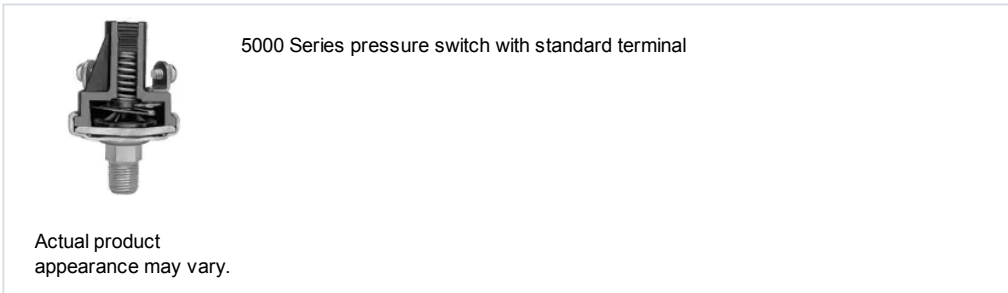 5000 Series pressure switch with standard terminal
Actual product
appearance may vary.